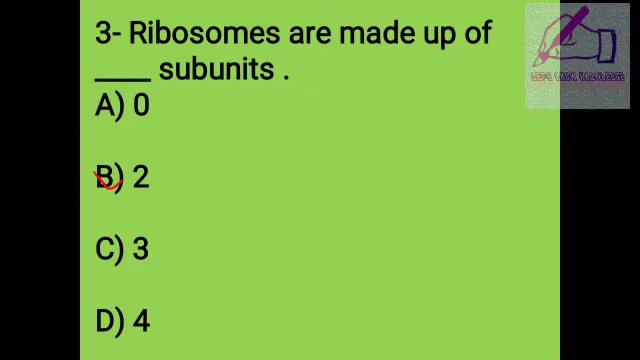 3- Ribosomes are made up of
____ subunits .
A) 0
B) 2
C) 3
D) 4